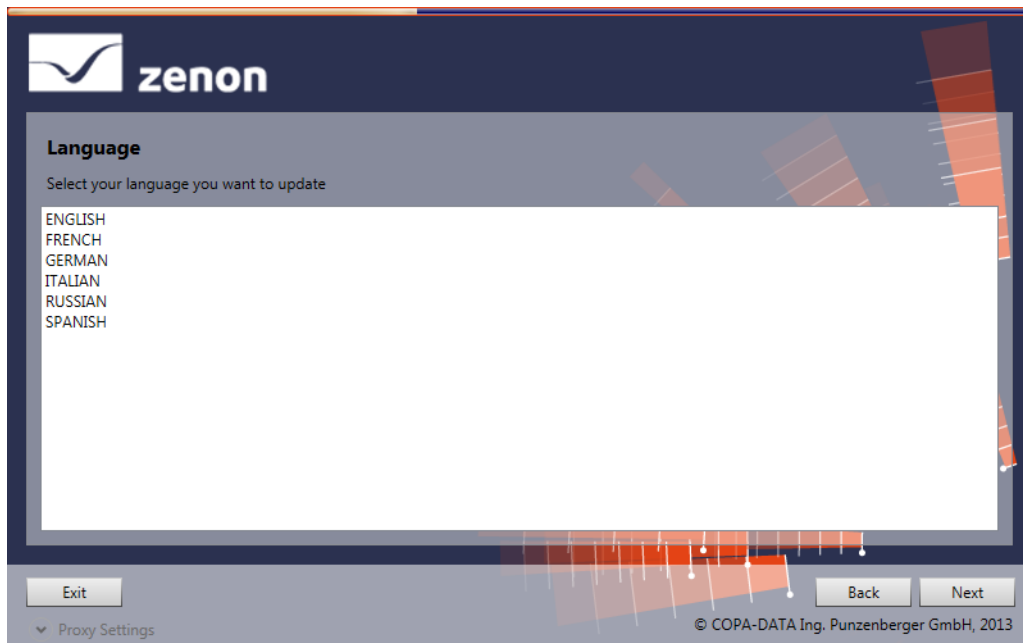 zenon
Language
Select your language you want to update
ENGLISH
FRENCH
GERMAN
ITALIAN
RUSSIAN
SPANISH
Exit
Back
Next
Proxy Settings
© COPA-DATA Ing. Punzenberger GmbH, 2013